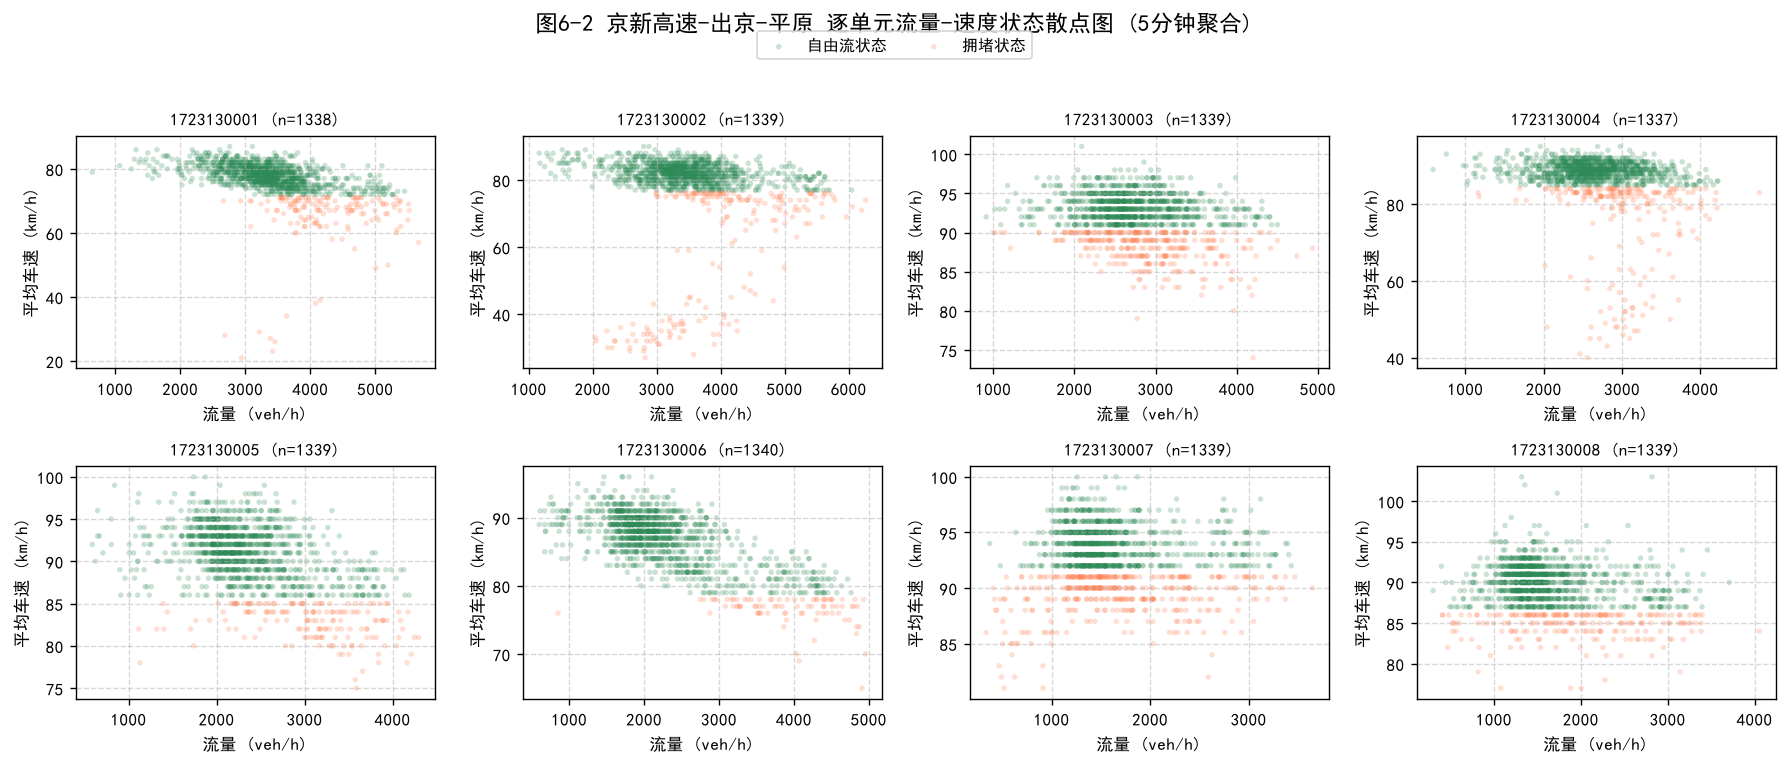 图6-2 京新高速-出京-平原 逐单元流量-速度状态散点图 (5分钟聚合)
自由流状态 拥堵状态
1723130001 (n=1338)
平均车速 (km/h)
80
60
40
20
1000 2000 3000 4000 5000
流量 (veh/h)
1723130002 (n=1339)
平均车速 (km/h)
80
60
40
1000 2000 3000 4000 5000 6000
流量 (veh/h)
1723130003 (n=1339)
平均车速 (km/h)
100
95
90
85
80
75
1000 2000 3000 4000 5000
流量 (veh/h)
1723130004 (n=1337)
平均车速 (km/h)
80
60
40
1000 2000 3000 4000
流量 (veh/h)
1723130005 (n=1339)
平均车速 (km/h)
100
95
90
85
80
75
1000 2000 3000 4000
流量 (veh/h)
1723130006 (n=1340)
平均车速 (km/h)
90
80
70
1000 2000 3000 4000 5000
流量 (veh/h)
1723130007 (n=1339)
平均车速 (km/h)
100
95
90
85
1000 2000 3000
流量 (veh/h)
1723130008 (n=1339)
平均车速 (km/h)
100
95
90
85
80
1000 2000 3000 4000
流量 (veh/h)